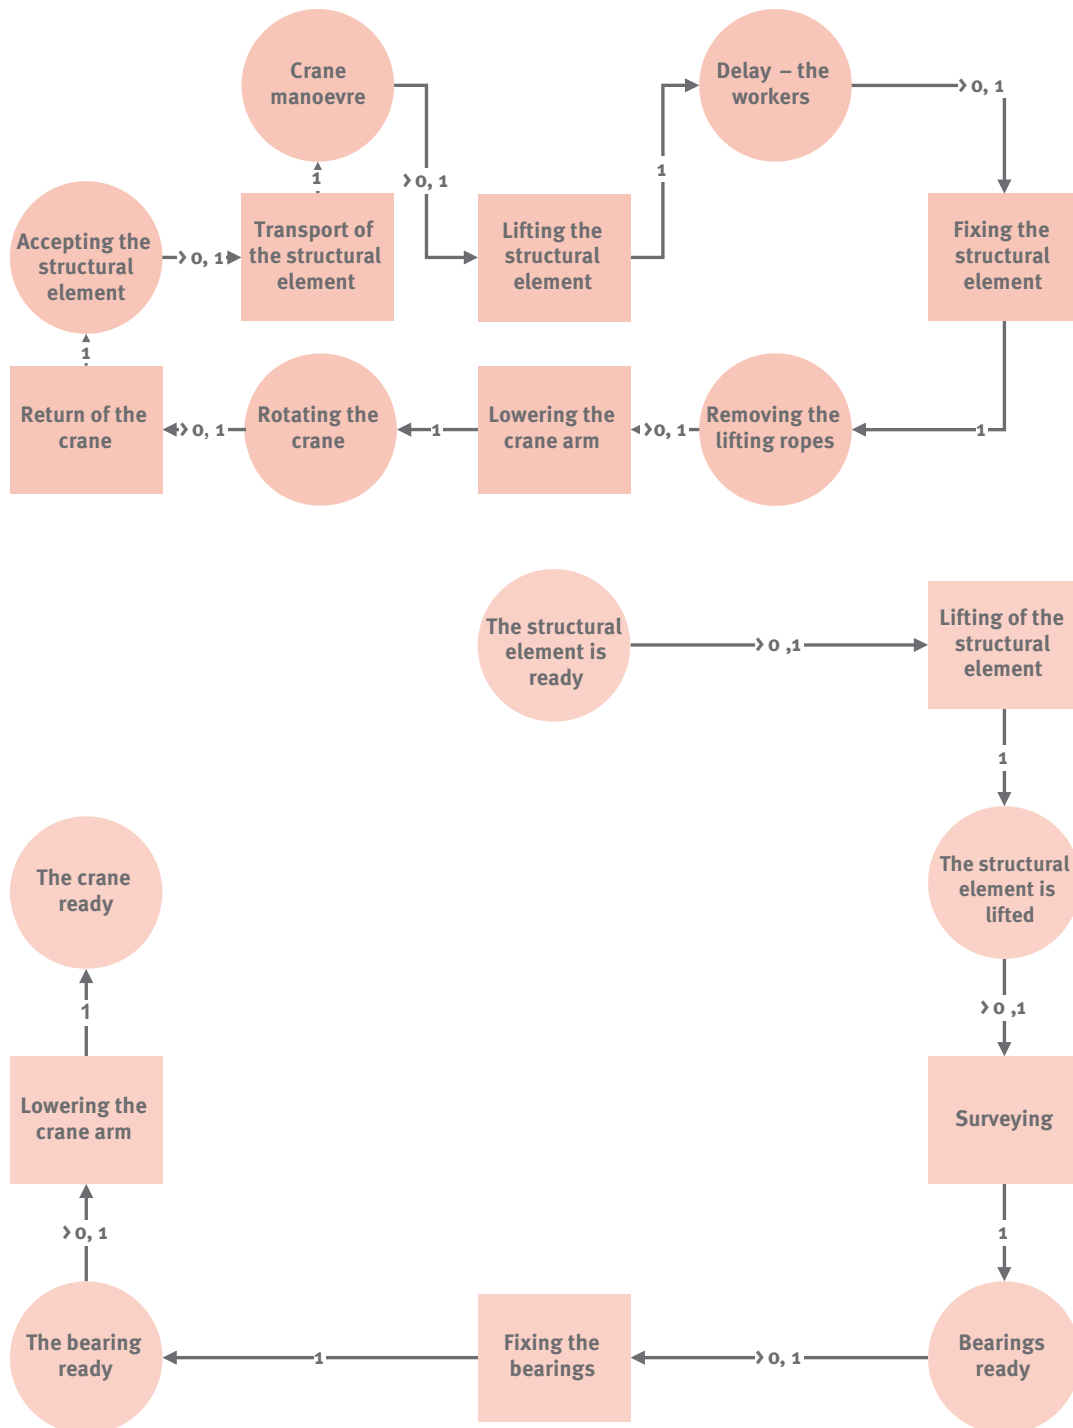 Crane
manoevre
Delay – the
workers
> 0, 1
1
> 0, 1
1
Accepting the
structural
element
> 0, 1
Transport of
the structural
element
Lifting the
structural
element
Fixing the
structural
element
1
Return of the
crane
> 0, 1
Rotating the
crane
1
Lowering the
crane arm
>0, 1
Removing the
lifting ropes
1
The structural
element is
ready
> 0 ,1
Lifting of the
structural
element
1
The crane
ready
The structural
element is
lifted
1
> 0 ,1
Lowering the
crane arm
Surveying
> 0, 1
1
The bearing
ready
1
Fixing the
bearings
> 0, 1
Bearings
ready